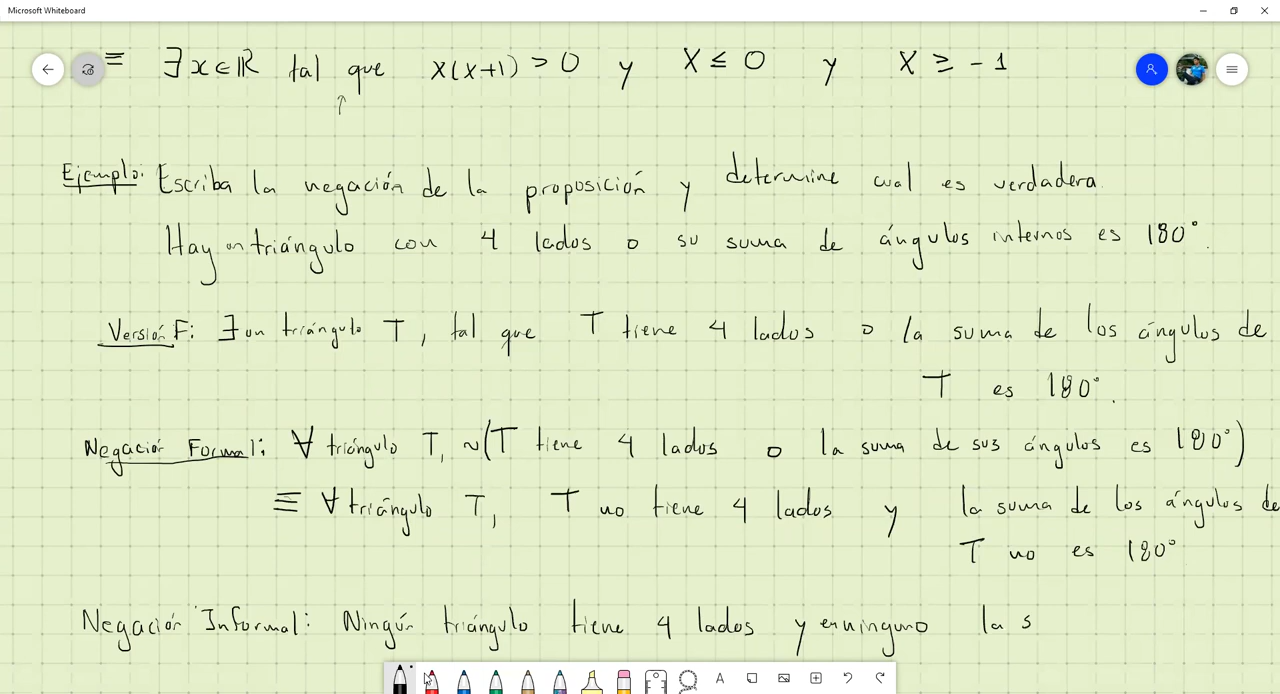 Microsoft Whiteboard
≡ ∃ x∈ℝ tal que x(x+1) > 0 y x ≤ 0 y x ≥ -1
↑
Ejemplo: Escriba la negación de la proposición y determine cual es verdadera.
Hay un triángulo con 4 lados o su suma de ángulos internos es 180°.
Versión F: ∃ un triángulo T, tal que T tiene 4 lados o la suma de los ángulos de
T es 180°.
Negación Formal: ∀ triángulo T, ~(T tiene 4 lados o la suma de sus ángulos es 180°)
≡ ∀ triángulo T, T no tiene 4 lados y la suma de los ángulos de
T no es 180°
Negación Informal: Ningún triángulo tiene 4 lados y en ninguno la s
A